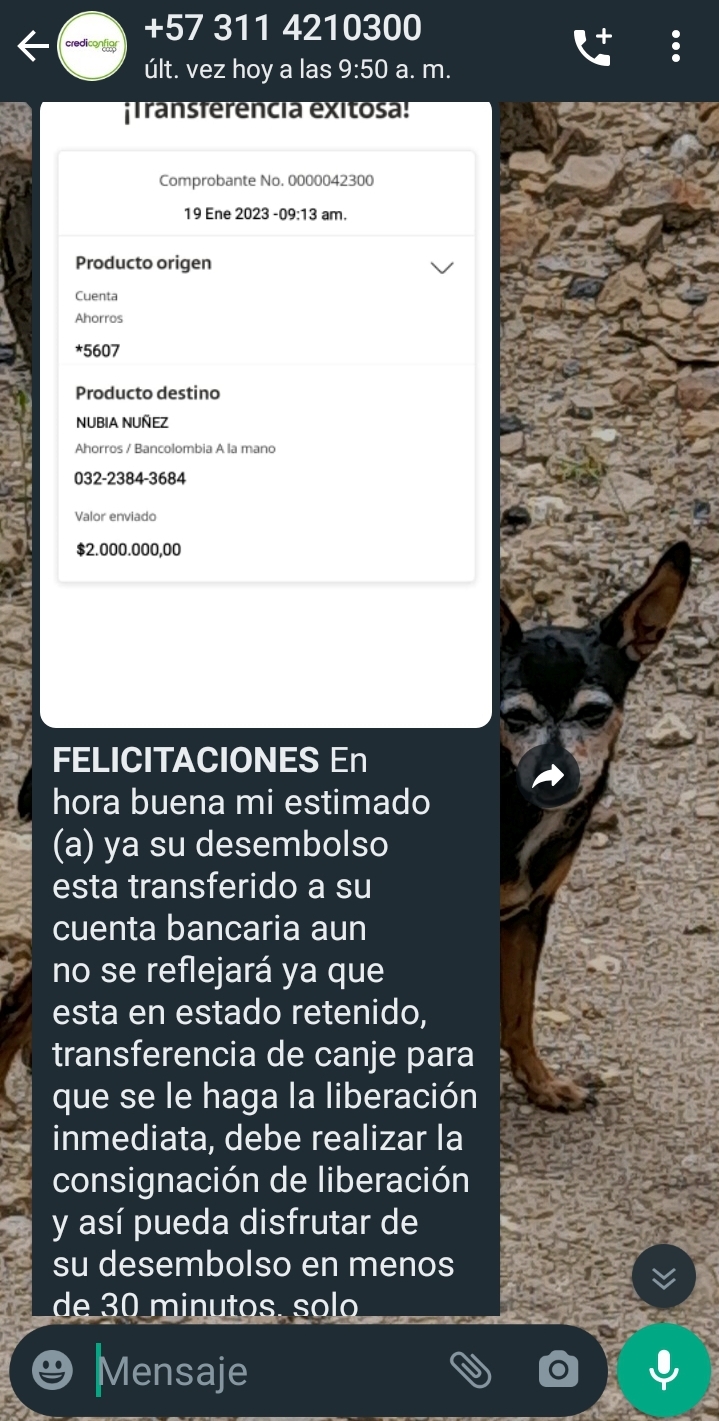 +57 311 4210300
crediconfiar
coop
últ. vez hoy a las 9:50 a. m.
¡Transferencia exitosa!
Comprobante No. 0000042300
19 Ene 2023 -09:13 am.
Producto origen
Cuenta
Ahorros
*5607
Producto destino
NUBIA NUÑEZ
Ahorros / Bancolombia A la mano
032-2384-3684
Valor enviado
$2.000.000,00
FELICITACIONES En
hora buena mi estimado
(a) ya su desembolso
esta transferido a su
cuenta bancaria aun
no se reflejará ya que
esta en estado retenido,
transferencia de canje para
que se le haga la liberación
inmediata, debe realizar la
consignación de liberación
y así pueda disfrutar de
su desembolso en menos
de 30 minutos, solo
Mensaje